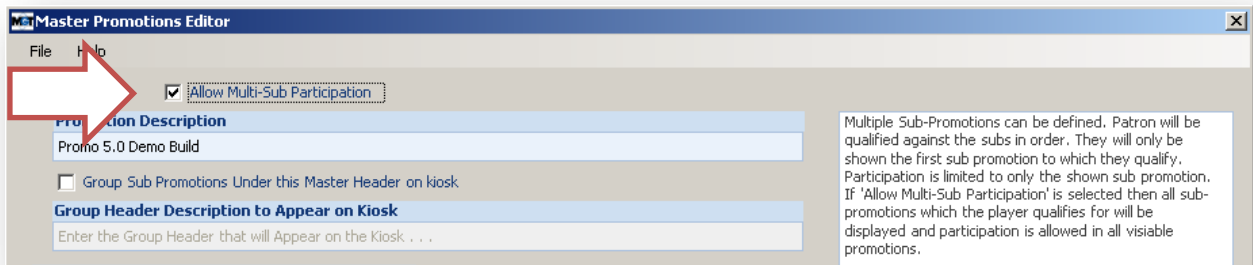 MGT Master Promotions Editor
File Help
Allow Multi-Sub Participation
Promotion Description
Promo 5.0 Demo Build
Group Sub Promotions Under this Master Header on kiosk
Group Header Description to Appear on Kiosk
Enter the Group Header that will Appear on the Kiosk . . .
Multiple Sub-Promotions can be defined. Patron will be
qualified against the subs in order. They will only be
shown the first sub promotion to which they qualify.
Participation is limited to only the shown sub promotion.
If 'Allow Multi-Sub Participation' is selected then all sub-
promotions which the player qualifies for will be
displayed and participation is allowed in all visiable
promotions.